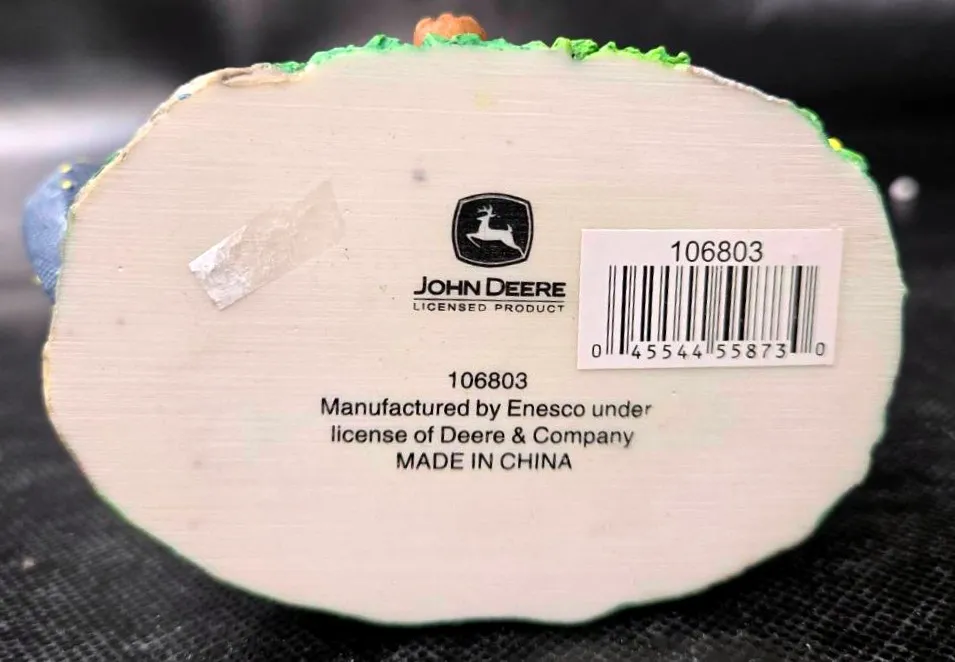 JOHN DEERE
LICENSED PRODUCT
106803
0 45544 55873 0
106803
Manufactured by Enesco under
license of Deere & Company
MADE IN CHINA